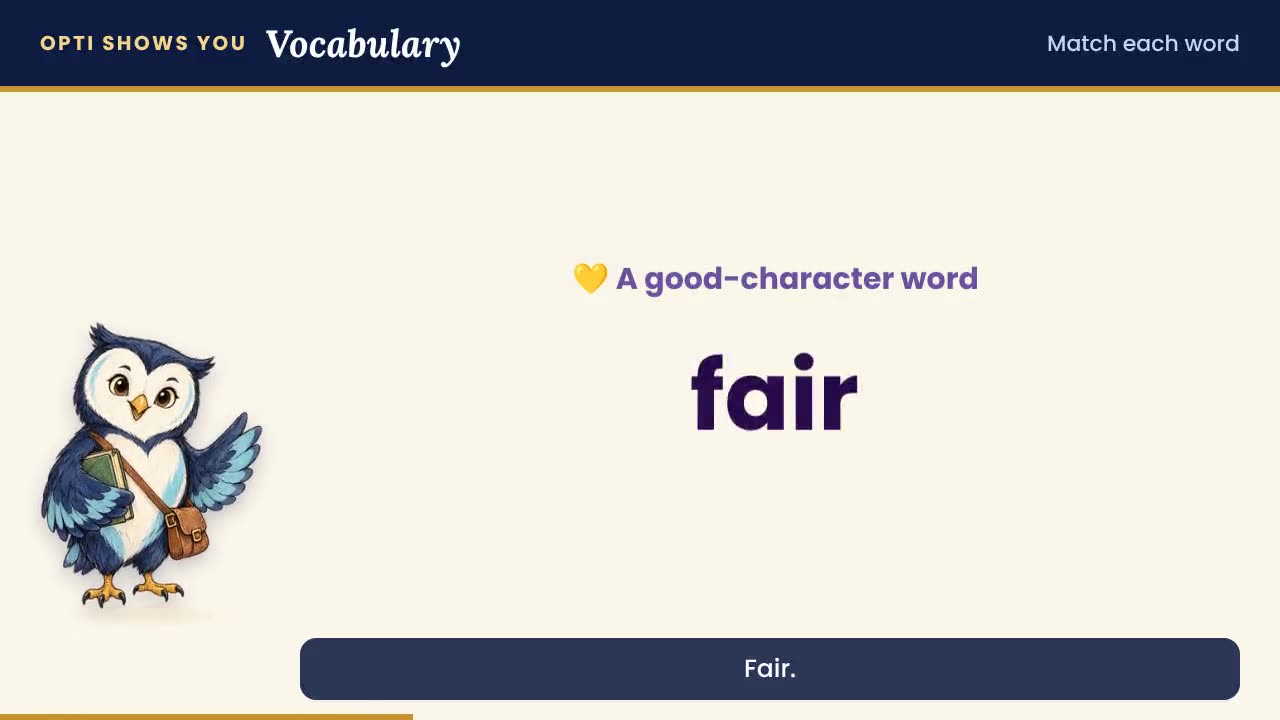 OPTI SHOWS YOU Vocabulary
Match each word
💛 A good-character word
fair
Fair.